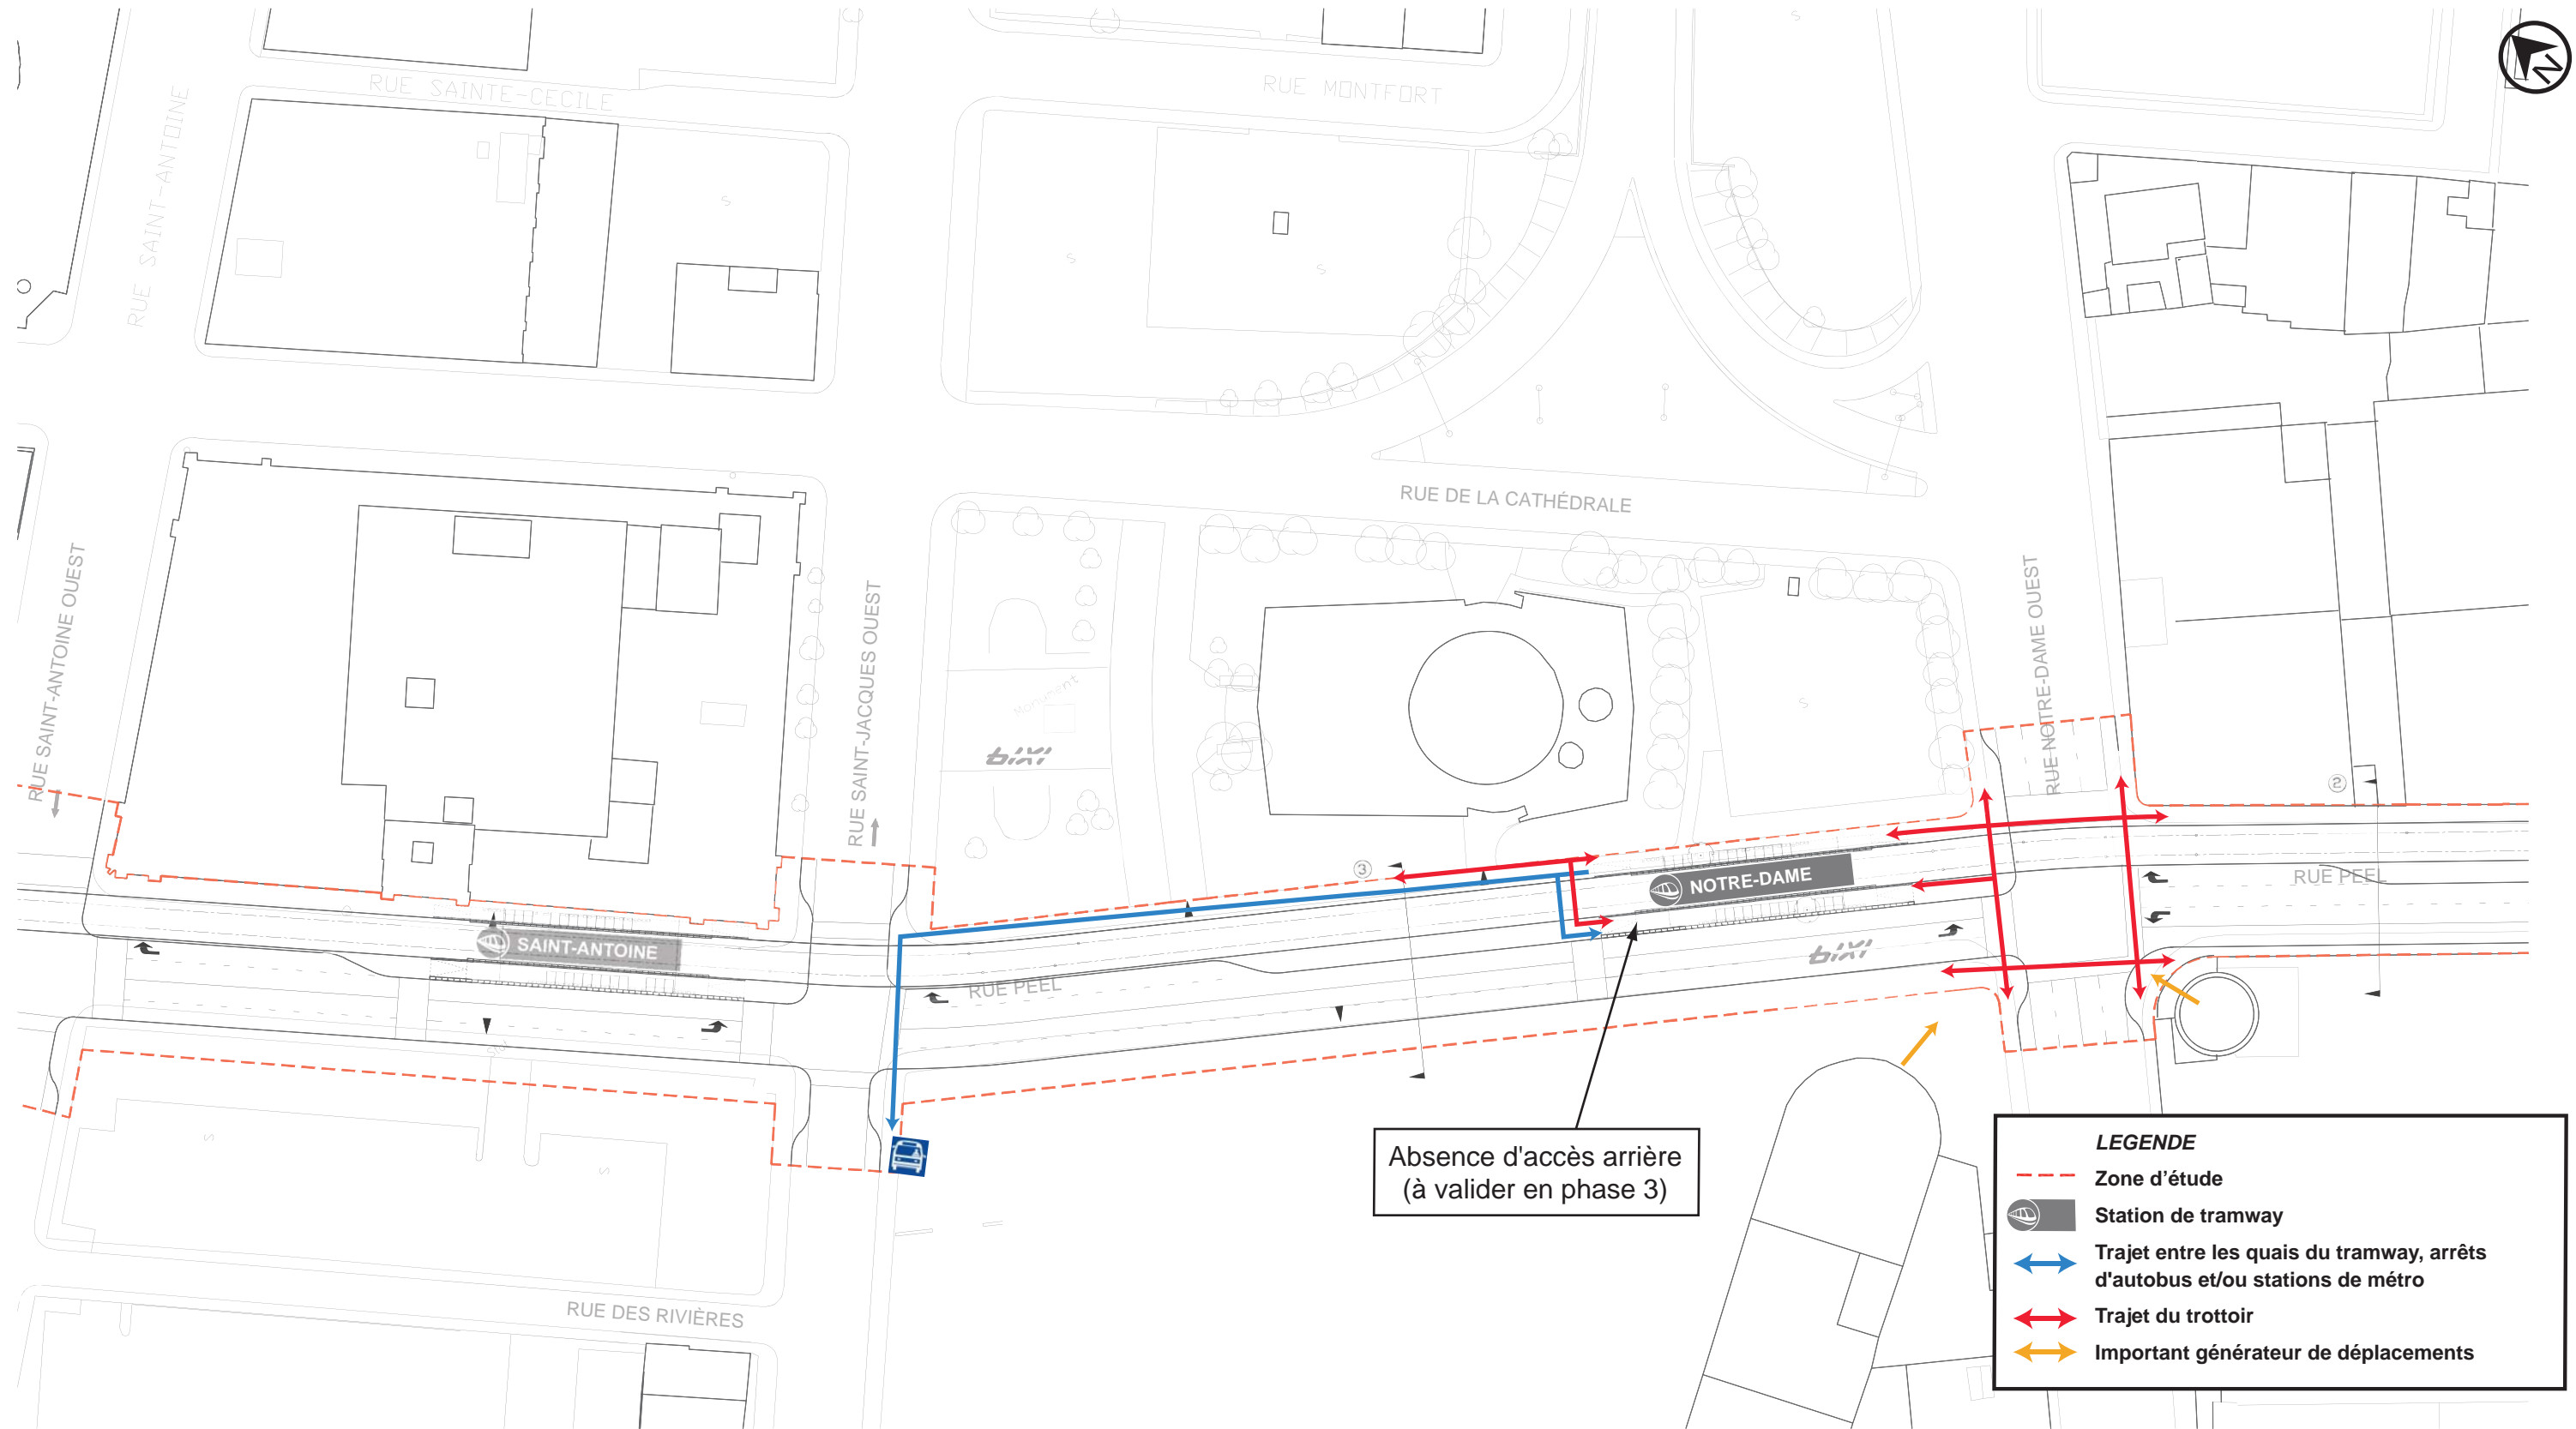 RUE SAINTE-CECILE
RUE MONTFORT
N
RUE SAINT-ANTOINE
S
S
S
S
RUE DE LA CATHÉDRALE
RUE SAINT-ANTOINE OUEST
RUE SAINT-JACQUES OUEST
RUE NOTRE-DAME OUEST
Monument
bixi
S
2
3
NOTRE-DAME
RUE PEEL
SAINT-ANTOINE
bixi
RUE PEEL
Absence d'accès arrière
(à valider en phase 3)
S
S
RUE DES RIVIÈRES
LEGENDE
Zone d'étude
Station de tramway
Trajet entre les quais du tramway, arrêts
d'autobus et/ou stations de métro
Trajet du trottoir
Important générateur de déplacements